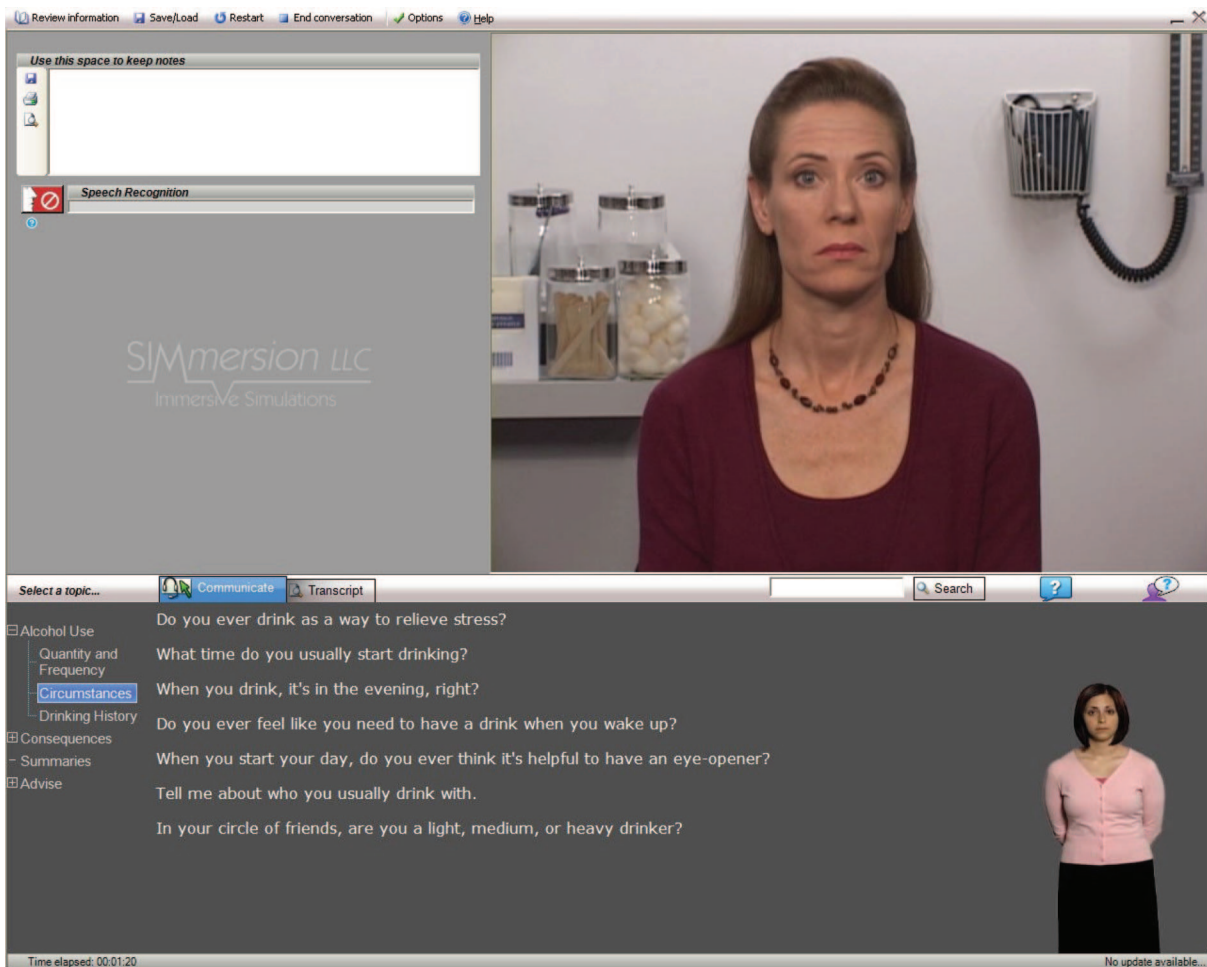 Review information Save/Load Restart End conversation Options Help
Use this space to keep notes
Speech Recognition
SIMmersion LLC
Immersive Simulations
Select a topic... Communicate Transcript Search
Alcohol Use
Quantity and
Frequency
Circumstances
Drinking History
Consequences
Summaries
Advise
Do you ever drink as a way to relieve stress?
What time do you usually start drinking?
When you drink, it's in the evening, right?
Do you ever feel like you need to have a drink when you wake up?
When you start your day, do you ever think it's helpful to have an eye-opener?
Tell me about who you usually drink with.
In your circle of friends, are you a light, medium, or heavy drinker?
Time elapsed: 00:01:20 No update available...